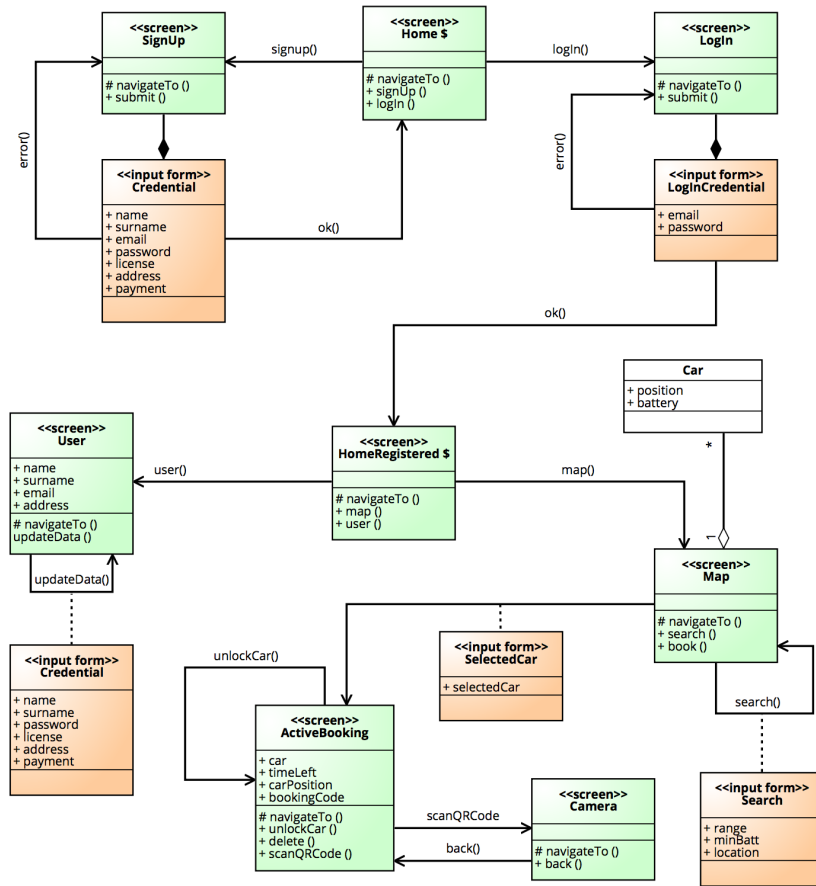 <<screen>>
SignUp
# navigateTo ()
+ submit ()
signup()
<<screen>>
Home $
# navigateTo ()
+ signUp ()
+ logIn ()
logIn()
<<screen>>
LogIn
# navigateTo ()
+ submit ()
error()
<<input form>>
Credential
+ name
+ surname
+ email
+ password
+ license
+ address
+ payment
ok()
error()
<<input form>>
LogInCredential
+ email
+ password
ok()
Car
+ position
+ battery
*
1
<<screen>>
User
+ name
+ surname
+ email
+ address
# navigateTo ()
updateData ()
user()
<<screen>>
HomeRegistered $
# navigateTo ()
+ map ()
+ user ()
map()
updateData()
<<screen>>
Map
# navigateTo ()
+ search ()
+ book ()
<<input form>>
Credential
+ name
+ surname
+ password
+ license
+ address
+ payment
unlockCar()
<<input form>>
SelectedCar
+ selectedCar
search()
<<screen>>
ActiveBooking
+ car
+ timeLeft
+ carPosition
+ bookingCode
# navigateTo ()
+ unlockCar ()
+ delete ()
+ scanQRCode ()
scanQRCode
back()
<<screen>>
Camera
# navigateTo ()
+ back ()
<<input form>>
Search
+ range
+ minBatt
+ location